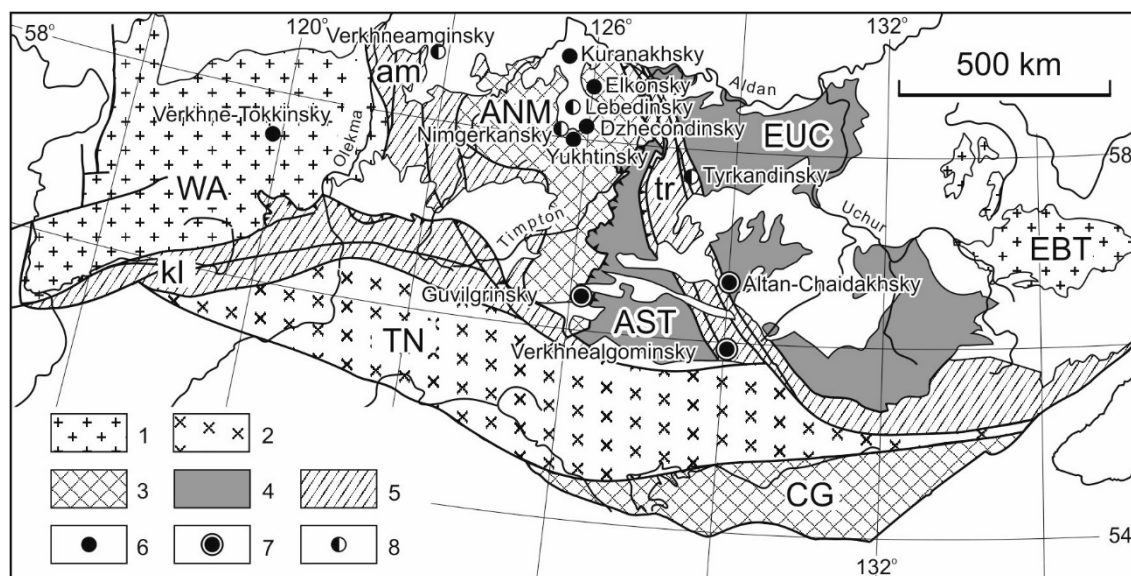 58°
120°
126°
132°
Verkhneamginsky
Kuranakhsky
am
Elkonsky
Aldan
500 km
ANM
Lebedinsky
Verkhne-Tokkinsky
Nimgerkansky
Dzhecondinsky
EUC
Olekma
Yukhtinsky
58
WA
tr
Tyrkandinsky
Timpton
Uchur
EBT
kl
Guvilgrinsky
Altan-Chaidakhsky
AST
TN
Verkhnealgominsky
1
2
3
4
5
CG
6
7
8
54
132°